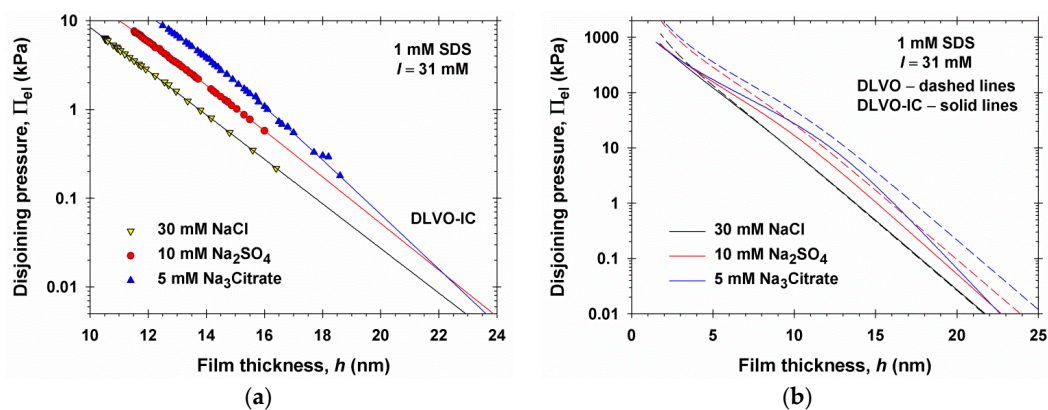 1 mM SDS
I = 31 mM
DLVO-IC
30 mM NaCl
10 mM Na₂SO₄
5 mM Na₃Citrate
Disjoining pressure, Πel (kPa)
10
1
0.1
0.01
10 12 14 16 18 20 22 24
Film thickness, h (nm)
(a)
1 mM SDS
I = 31 mM
DLVO – dashed lines
DLVO-IC – solid lines
30 mM NaCl
10 mM Na₂SO₄
5 mM Na₃Citrate
Disjoining pressure, Πel (kPa)
1000
100
10
1
0.1
0.01
0 5 10 15 20 25
Film thickness, h (nm)
(b)